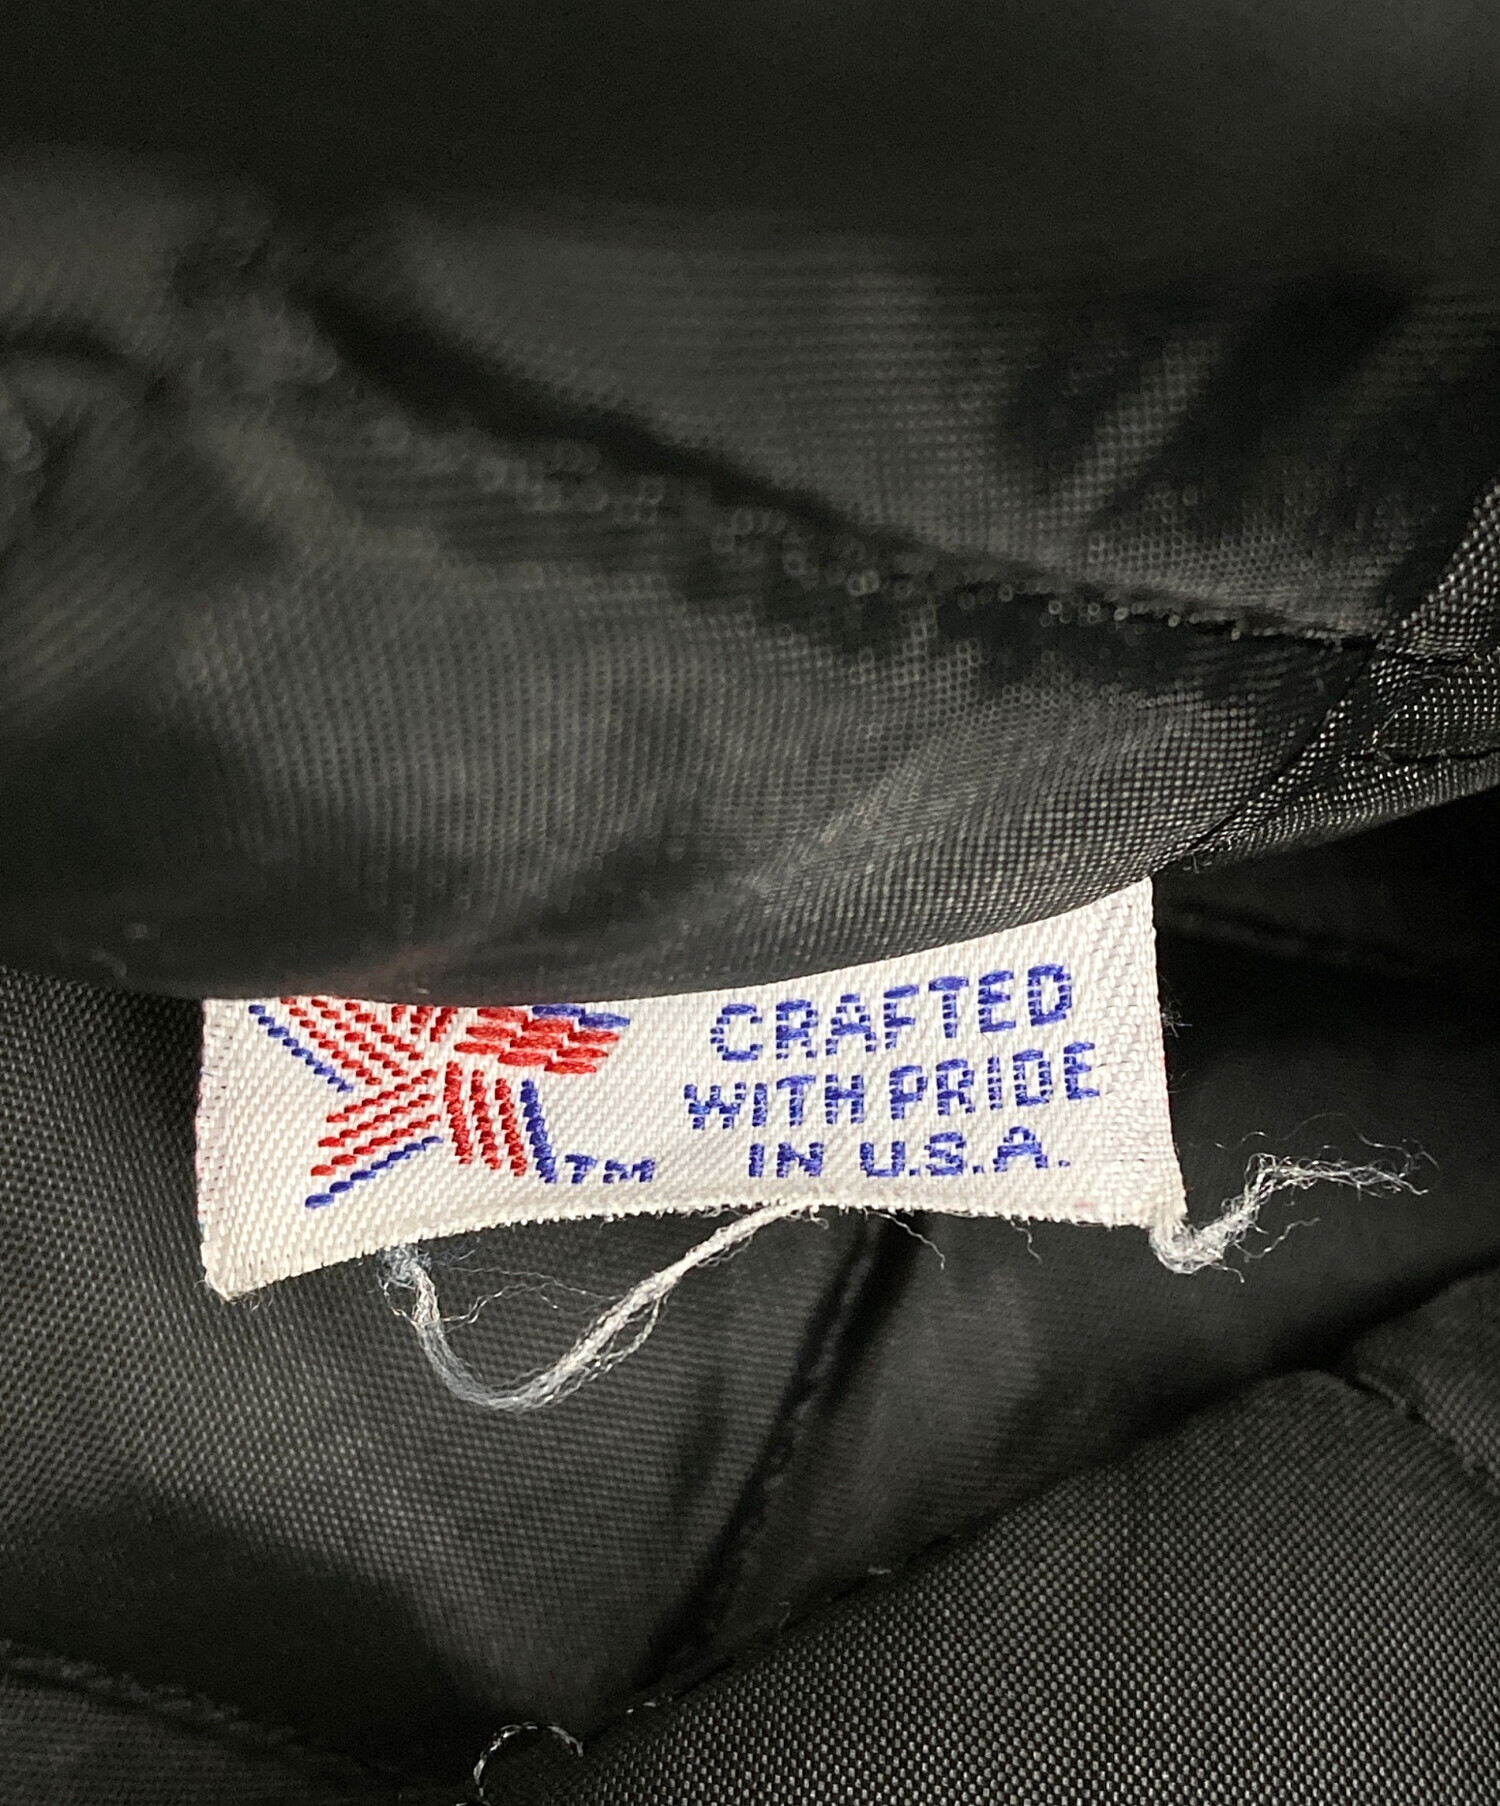 CRAFTED
WITH PRIDE
IN U.S.A.
TM